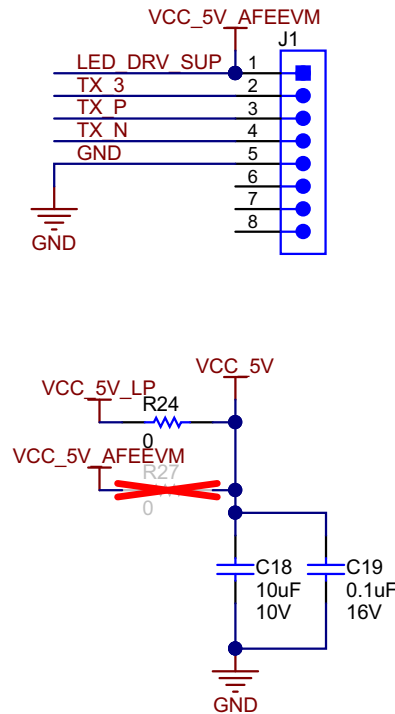 VCC_5V_AFEEVM
J1
LED_DRV_SUP 1
TX_3 2
TX_P 3
TX_N 4
GND 5
6
7
8
GND
VCC_5V
VCC_5V_LP
R24
0
VCC_5V_AFEEVM
R27
0
C18 C19
10uF 0.1uF
10V 16V
GND